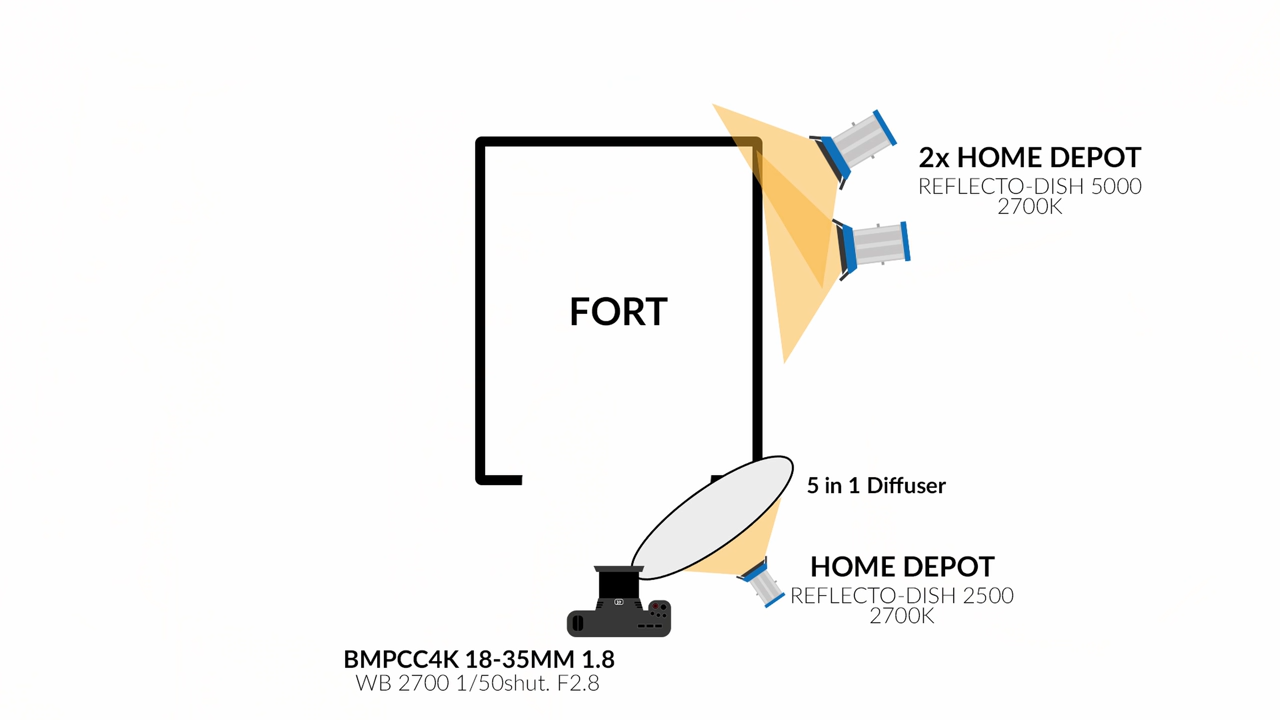 2x HOME DEPOT
REFLECTO-DISH 5000
2700K
FORT
5 in 1 Diffuser
HOME DEPOT
REFLECTO-DISH 2500
2700K
BMPCC4K 18-35MM 1.8
WB 2700 1/50shut. F2.8